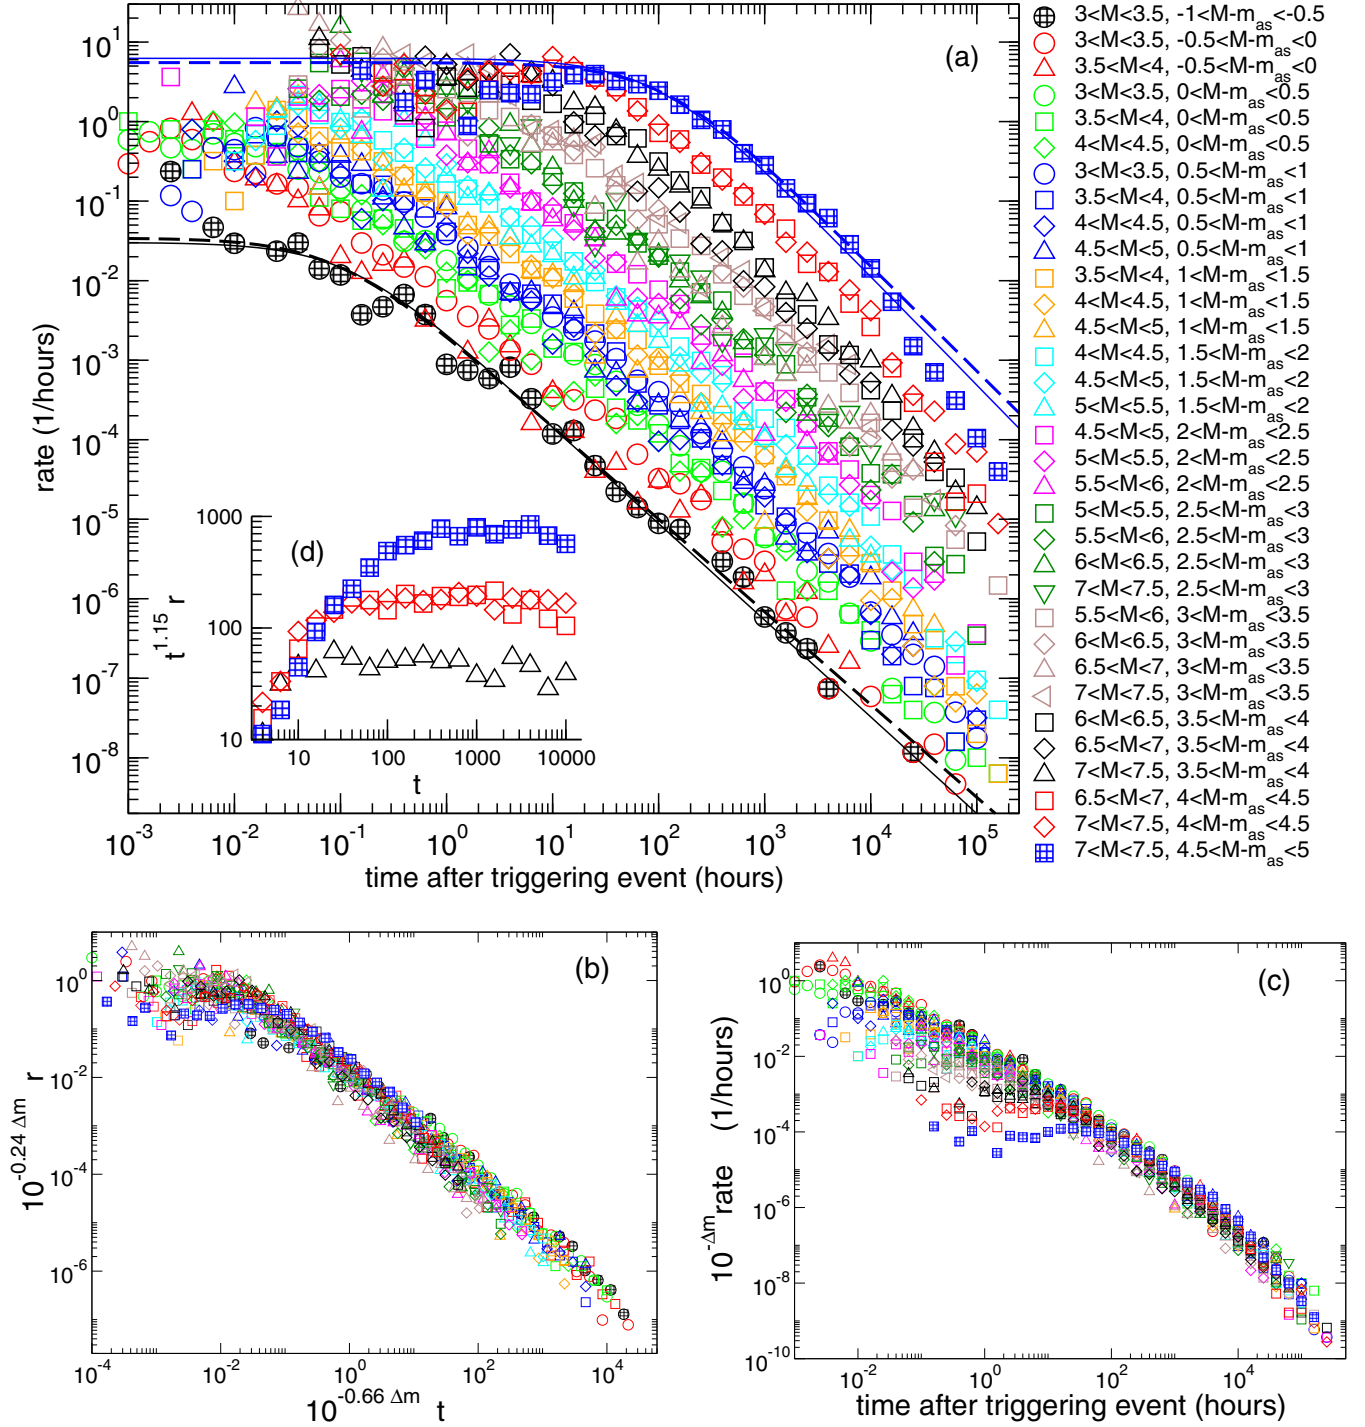 (a)
10^1
10^0
10^-1
10^-2
10^-3
10^-4
10^-5
10^-6
10^-7
10^-8
rate (1/hours)
10^-3 10^-2 10^-1 10^0 10^1 10^2 10^3 10^4 10^5
time after triggering event (hours)
(d)
1000
100
10
t^1.15 r
10 100 1000 10000
t
3<M<3.5, -1<M-m_as<-0.5
3<M<3.5, -0.5<M-m_as<0
3.5<M<4, -0.5<M-m_as<0
3<M<3.5, 0<M-m_as<0.5
3.5<M<4, 0<M-m_as<0.5
4<M<4.5, 0<M-m_as<0.5
3<M<3.5, 0.5<M-m_as<1
3.5<M<4, 0.5<M-m_as<1
4<M<4.5, 0.5<M-m_as<1
4.5<M<5, 0.5<M-m_as<1
3.5<M<4, 1<M-m_as<1.5
4<M<4.5, 1<M-m_as<1.5
4.5<M<5, 1<M-m_as<1.5
4<M<4.5, 1.5<M-m_as<2
4.5<M<5, 1.5<M-m_as<2
5<M<5.5, 1.5<M-m_as<2
4.5<M<5, 2<M-m_as<2.5
5<M<5.5, 2<M-m_as<2.5
5.5<M<6, 2<M-m_as<2.5
5<M<5.5, 2.5<M-m_as<3
5.5<M<6, 2.5<M-m_as<3
6<M<6.5, 2.5<M-m_as<3
7<M<7.5, 2.5<M-m_as<3
5.5<M<6, 3<M-m_as<3.5
6<M<6.5, 3<M-m_as<3.5
6.5<M<7, 3<M-m_as<3.5
7<M<7.5, 3<M-m_as<3.5
6<M<6.5, 3.5<M-m_as<4
6.5<M<7, 3.5<M-m_as<4
7<M<7.5, 3.5<M-m_as<4
6.5<M<7, 4<M-m_as<4.5
7<M<7.5, 4<M-m_as<4.5
7<M<7.5, 4.5<M-m_as<5
(b)
10^0
10^-2
10^-4
10^-6
10^-0.24 Δm r
10^-4 10^-2 10^0 10^2 10^4
10^-0.66 Δm t
(c)
10^0
10^-2
10^-4
10^-6
10^-8
10^-10
10^-Δm rate (1/hours)
10^-2 10^0 10^2 10^4
time after triggering event (hours)